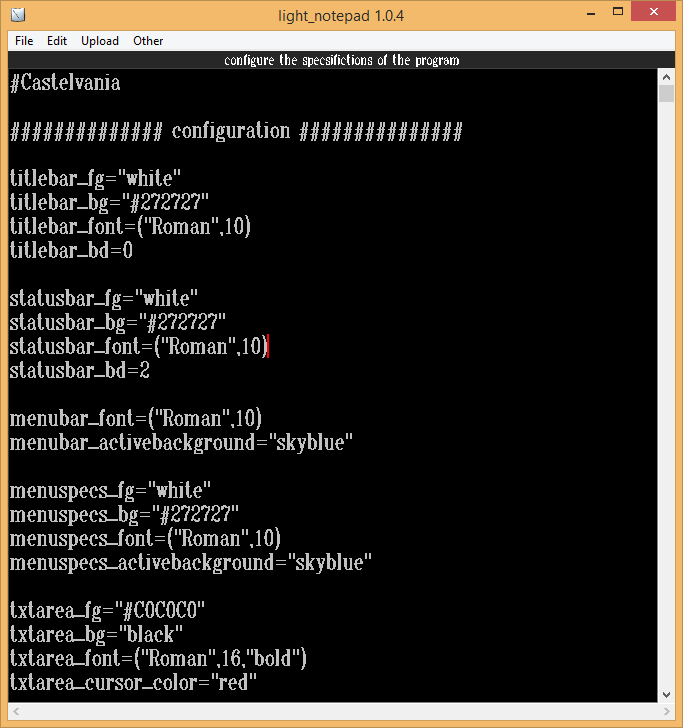 light_notepad 1.0.4
File Edit Upload Other
configure the specsifictions of the program
#Castelvania
############## configuration ###############
titlebar_fg="white"
titlebar_bg="#272727"
titlebar_font=("Roman",10)
titlebar_bd=0
statusbar_fg="white"
statusbar_bg="#272727"
statusbar_font=("Roman",10)
statusbar_bd=2
menubar_font=("Roman",10)
menubar_activebackground="skyblue"
menuspecs_fg="white"
menuspecs_bg="#272727"
menuspecs_font=("Roman",10)
menuspecs_activebackground="skyblue"
txtarea_fg="#C0C0C0"
txtarea_bg="black"
txtarea_font=("Roman",16,"bold")
txtarea_cursor_color="red"